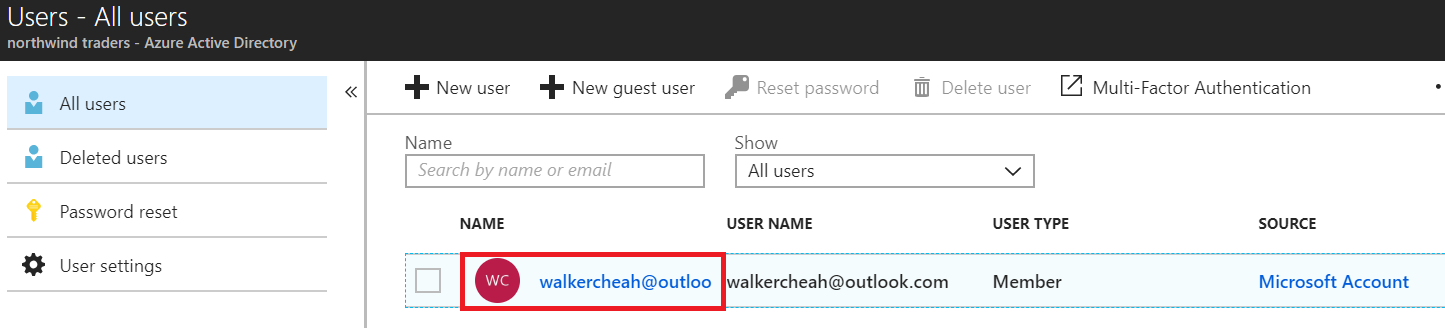 Users - All users
northwind traders - Azure Active Directory
All users
Deleted users
Password reset
User settings
«
New user New guest user Reset password Delete user Multi-Factor Authentication
Name Show
Search by name or email All users
NAME USER NAME USER TYPE SOURCE
WC walkercheah@outloo walkercheah@outlook.com Member Microsoft Account